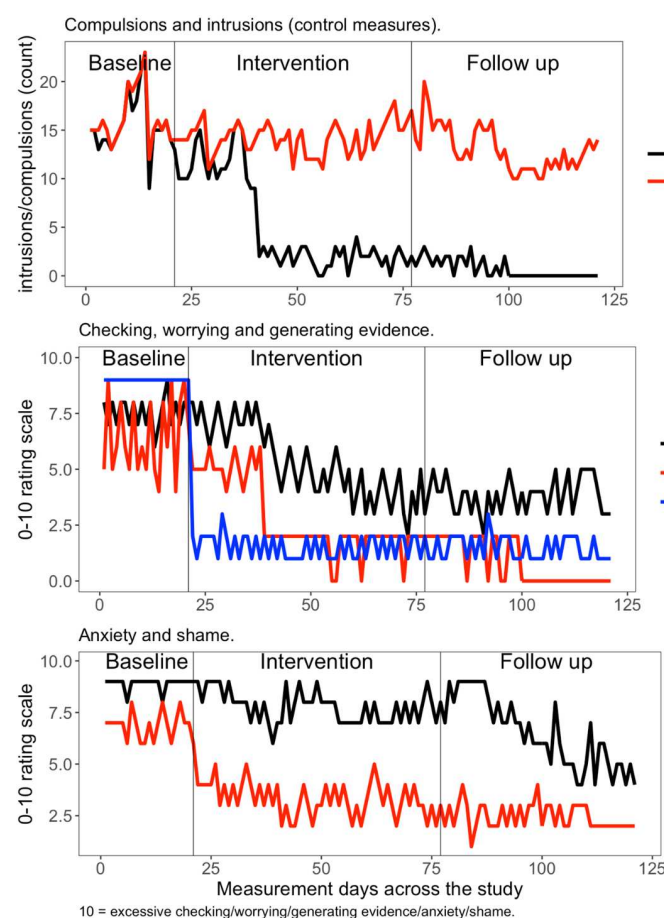 Compulsions and intrusions (control measures).
Baseline Intervention Follow up
intrusions/compulsions (count)
20
15
10
5
0
0 25 50 75 100 125
Checking, worrying and generating evidence.
Baseline Intervention Follow up
0-10 rating scale
10.0
7.5
5.0
2.5
0.0
0 25 50 75 100 125
Anxiety and shame.
Baseline Intervention Follow up
0-10 rating scale
10.0
7.5
5.0
2.5
0 25 50 75 100 125
Measurement days across the study
10 = excessive checking/worrying/generating evidence/anxiety/shame.